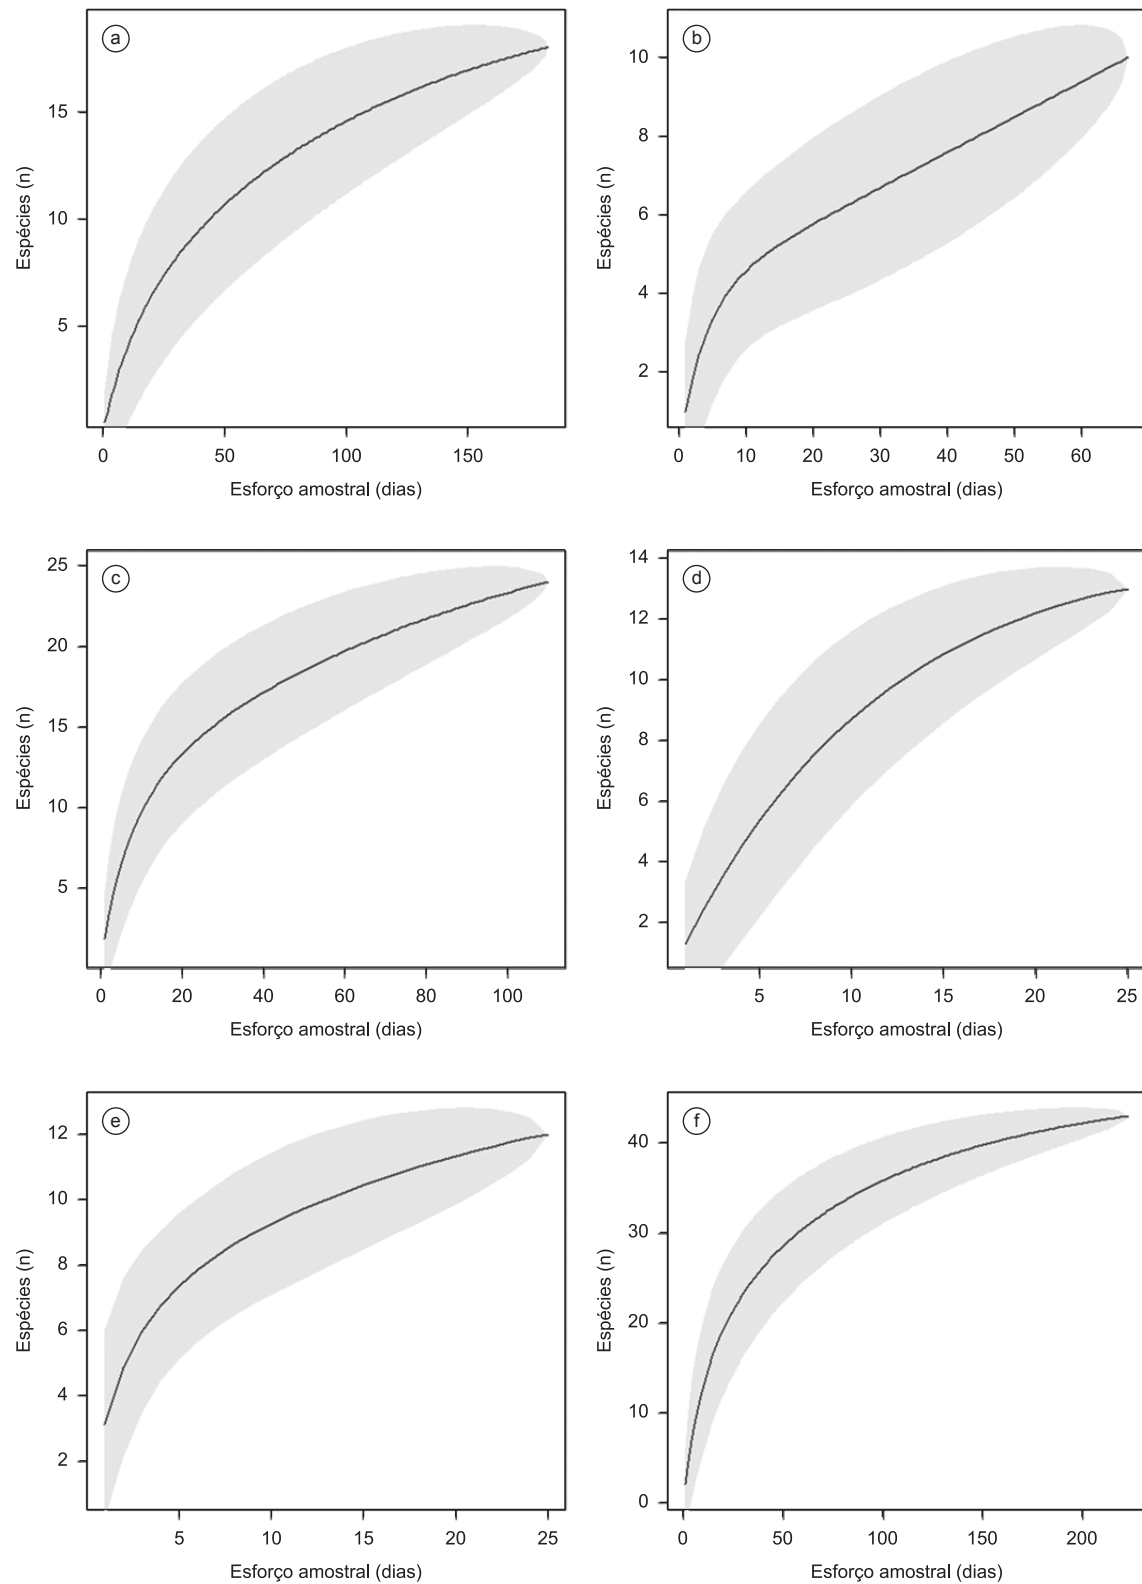 a
Espécies (n)
15
10
5
0 50 100 150
Esforço amostral (dias)
b
Espécies (n)
10
8
6
4
2
0 10 20 30 40 50 60
Esforço amostral (dias)
c
Espécies (n)
25
20
15
10
5
0 20 40 60 80 100
Esforço amostral (dias)
d
Espécies (n)
14
12
10
8
6
4
2
5 10 15 20 25
Esforço amostral (dias)
e
Espécies (n)
12
10
8
6
4
2
5 10 15 20 25
Esforço amostral (dias)
f
Espécies (n)
40
30
20
10
0
0 50 100 150 200
Esforço amostral (dias)